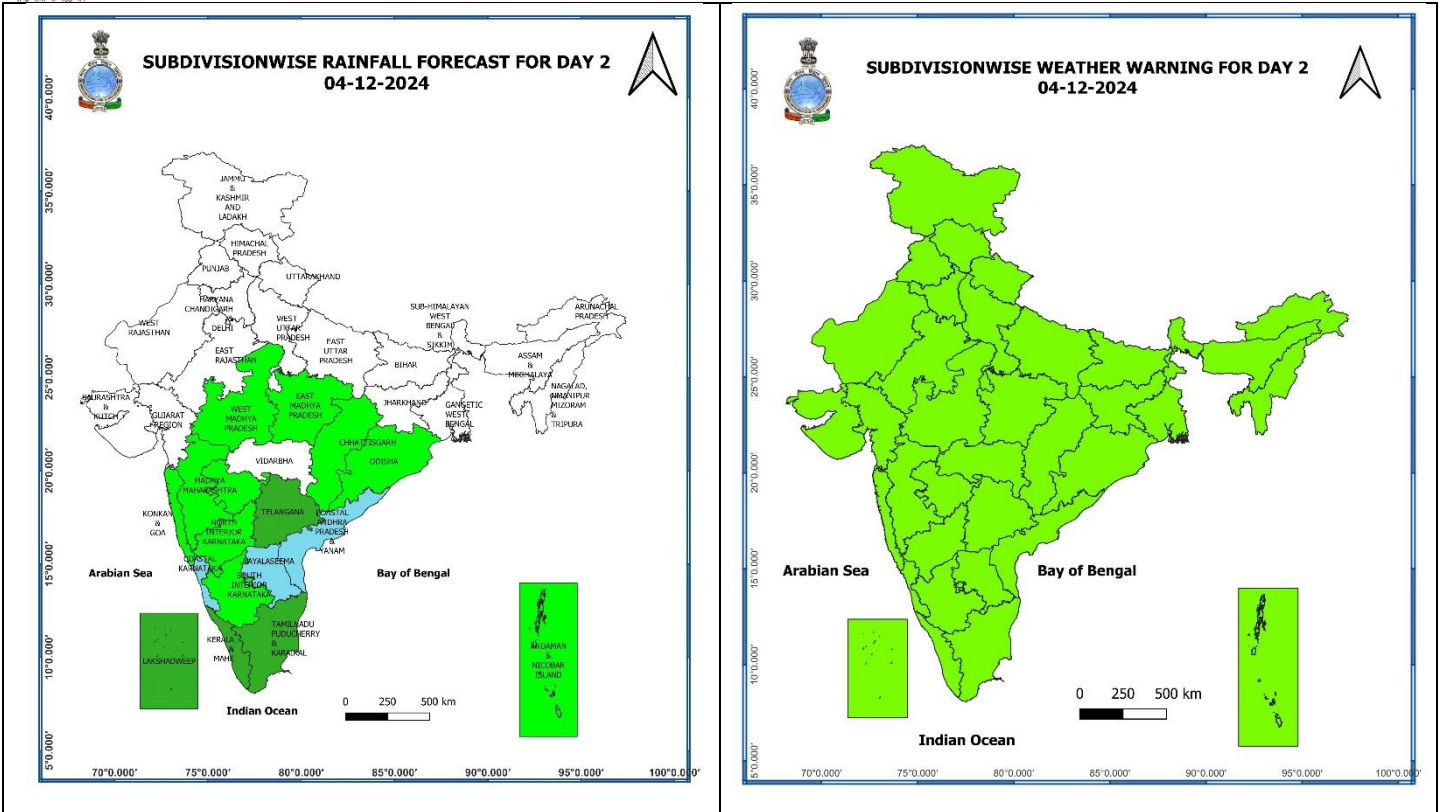 SUBDIVISIONWISE RAINFALL FORECAST FOR DAY 2
04-12-2024
40°0.000'
35°0.000'
30°0.000'
25°0.000'
20°0.000'
15°0.000'
10°0.000'
5°0.000'
JAMMU
&
KASHMIR
AND
LADAKH
HIMACHAL
PRADESH
PUNJAB
UTTARAKHAND
HARYANA
CHANDIGARH
&
DELHI
WEST
RAJASTHAN
EAST
RAJASTHAN
WEST
UTTAR
PRADESH
EAST
UTTAR
PRADESH
SUB-HIMALAYAN
WEST
BENGAL
&
SIKKIM
ARUNACHAL
PRADESH
ASSAM
&
MEGHALAYA
BIHAR
JHARKHAND
GANGETIC
WEST
BENGAL
MANIPUR
MIZORAM
&
TRIPURA
SAURASHTRA
&
KUTCH
GUJARAT
REGION
WEST
MADHYA
PRADESH
EAST
MADHYA
PRADESH
CHHATTISGARH
ODISHA
VIDARBHA
MADHYA
MAHARASHTRA
KONKAN
&
GOA
TELANGANA
COASTAL
ANDHRA
PRADESH
&
YANAM
NORTH
INTERIOR
KARNATAKA
COASTAL
KARNATAKA
RAYALASEEMA
SOUTH
INTERIOR
KARNATAKA
Arabian Sea
Bay of Bengal
TAMILNADU
PUDUCHERRY
&
KARAIKAL
KERALA
&
MAHE
LAKSHADWEEP
ANDAMAN
&
NICOBAR
ISLAND
0 250 500 km
Indian Ocean
70°0.000' 75°0.000' 80°0.000' 85°0.000' 90°0.000' 95°0.000' 100°0.000'
SUBDIVISIONWISE WEATHER WARNING FOR DAY 2
04-12-2024
40°0.000'
35°0.000'
30°0.000'
25°0.000'
20°0.000'
15°0.000'
10°0.000'
5°0.000'
Arabian Sea
Bay of Bengal
0 250 500 km
Indian Ocean
70°0.000' 75°0.000' 80°0.000' 85°0.000' 90°0.000' 95°0.000' 100°0.000'